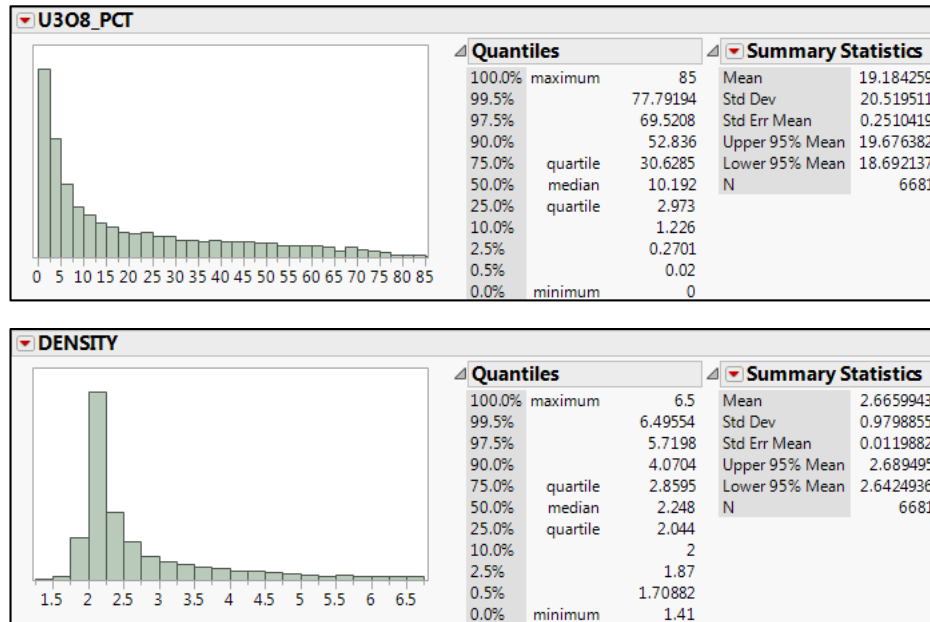 U3O8_PCT
Quantiles
100.0% maximum 85
99.5% 77.79194
97.5% 69.5208
90.0% 52.836
75.0% quartile 30.6285
50.0% median 10.192
25.0% quartile 2.973
10.0% 1.226
2.5% 0.2701
0.5% 0.02
0.0% minimum 0
Summary Statistics
Mean 19.184259
Std Dev 20.519511
Std Err Mean 0.2510419
Upper 95% Mean 19.676382
Lower 95% Mean 18.692137
N 6681
0 5 10 15 20 25 30 35 40 45 50 55 60 65 70 75 80 85
DENSITY
Quantiles
100.0% maximum 6.5
99.5% 6.49554
97.5% 5.7198
90.0% 4.0704
75.0% quartile 2.8595
50.0% median 2.248
25.0% quartile 2.044
10.0% 2
2.5% 1.87
0.5% 1.70882
0.0% minimum 1.41
Summary Statistics
Mean 2.6659943
Std Dev 0.9798855
Std Err Mean 0.0119882
Upper 95% Mean 2.689495
Lower 95% Mean 2.6424936
N 6681
1.5 2 2.5 3 3.5 4 4.5 5 5.5 6 6.5